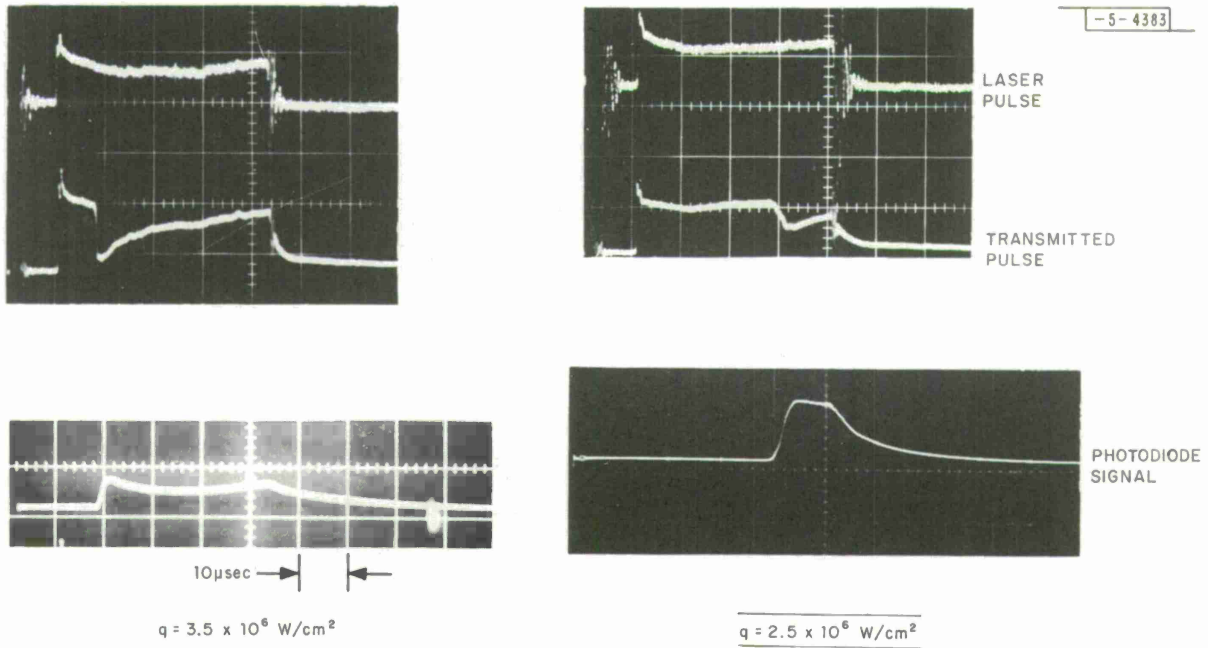 -5-4383
LASER
PULSE
TRANSMITTED
PULSE
PHOTODIODE
SIGNAL
10μsec
q = 3.5 x 10⁶ W/cm²
q = 2.5 x 10⁶ W/cm²